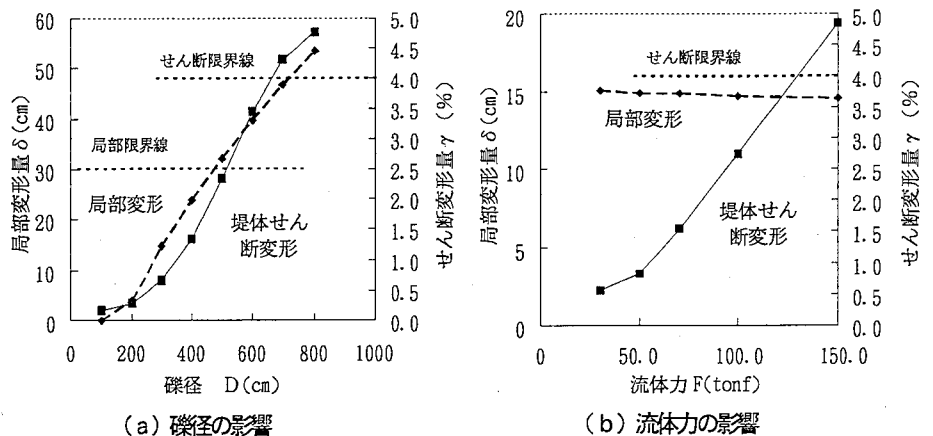 局部変形量 δ (cm)
60
50
40
30
20
10
0
せん断限界線
局部限界線
局部変形
堤体せん
断変形
5.0
4.5
4.0
3.5
3.0
2.5
2.0
1.5
1.0
0.5
0.0
せん断変形量 γ (%)
0 200 400 600 800 1000
礫径 D(cm)
(a) 礫径の影響
局部変形量 δ (cm)
20
15
10
5
0
せん断限界線
局部変形
堤体せん
断変形
5.0
4.5
4.0
3.5
3.0
2.5
2.0
1.5
1.0
0.5
0.0
せん断変形量 γ (%)
0 50.0 100.0 150.0
流体力 F(tonf)
(b) 流体力の影響